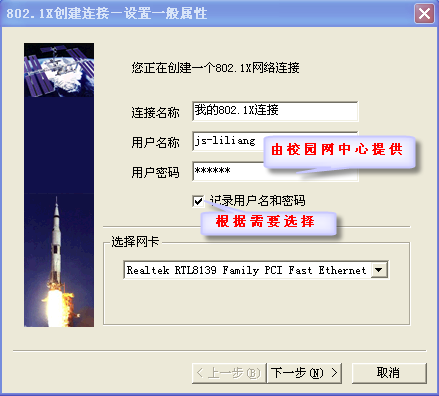 802.1X创建连接－设置一般属性
您正在创建一个802.1X网络连接
连接名称 我的802.1X连接
用户名称 js-liliang
由校园网中心提供
用户密码 ******
记录用户名和密码
根据需要选择
选择网卡
Realtek RTL8139 Family PCI Fast Ethernet
< 上一步(B) 下一步(N) > 取消